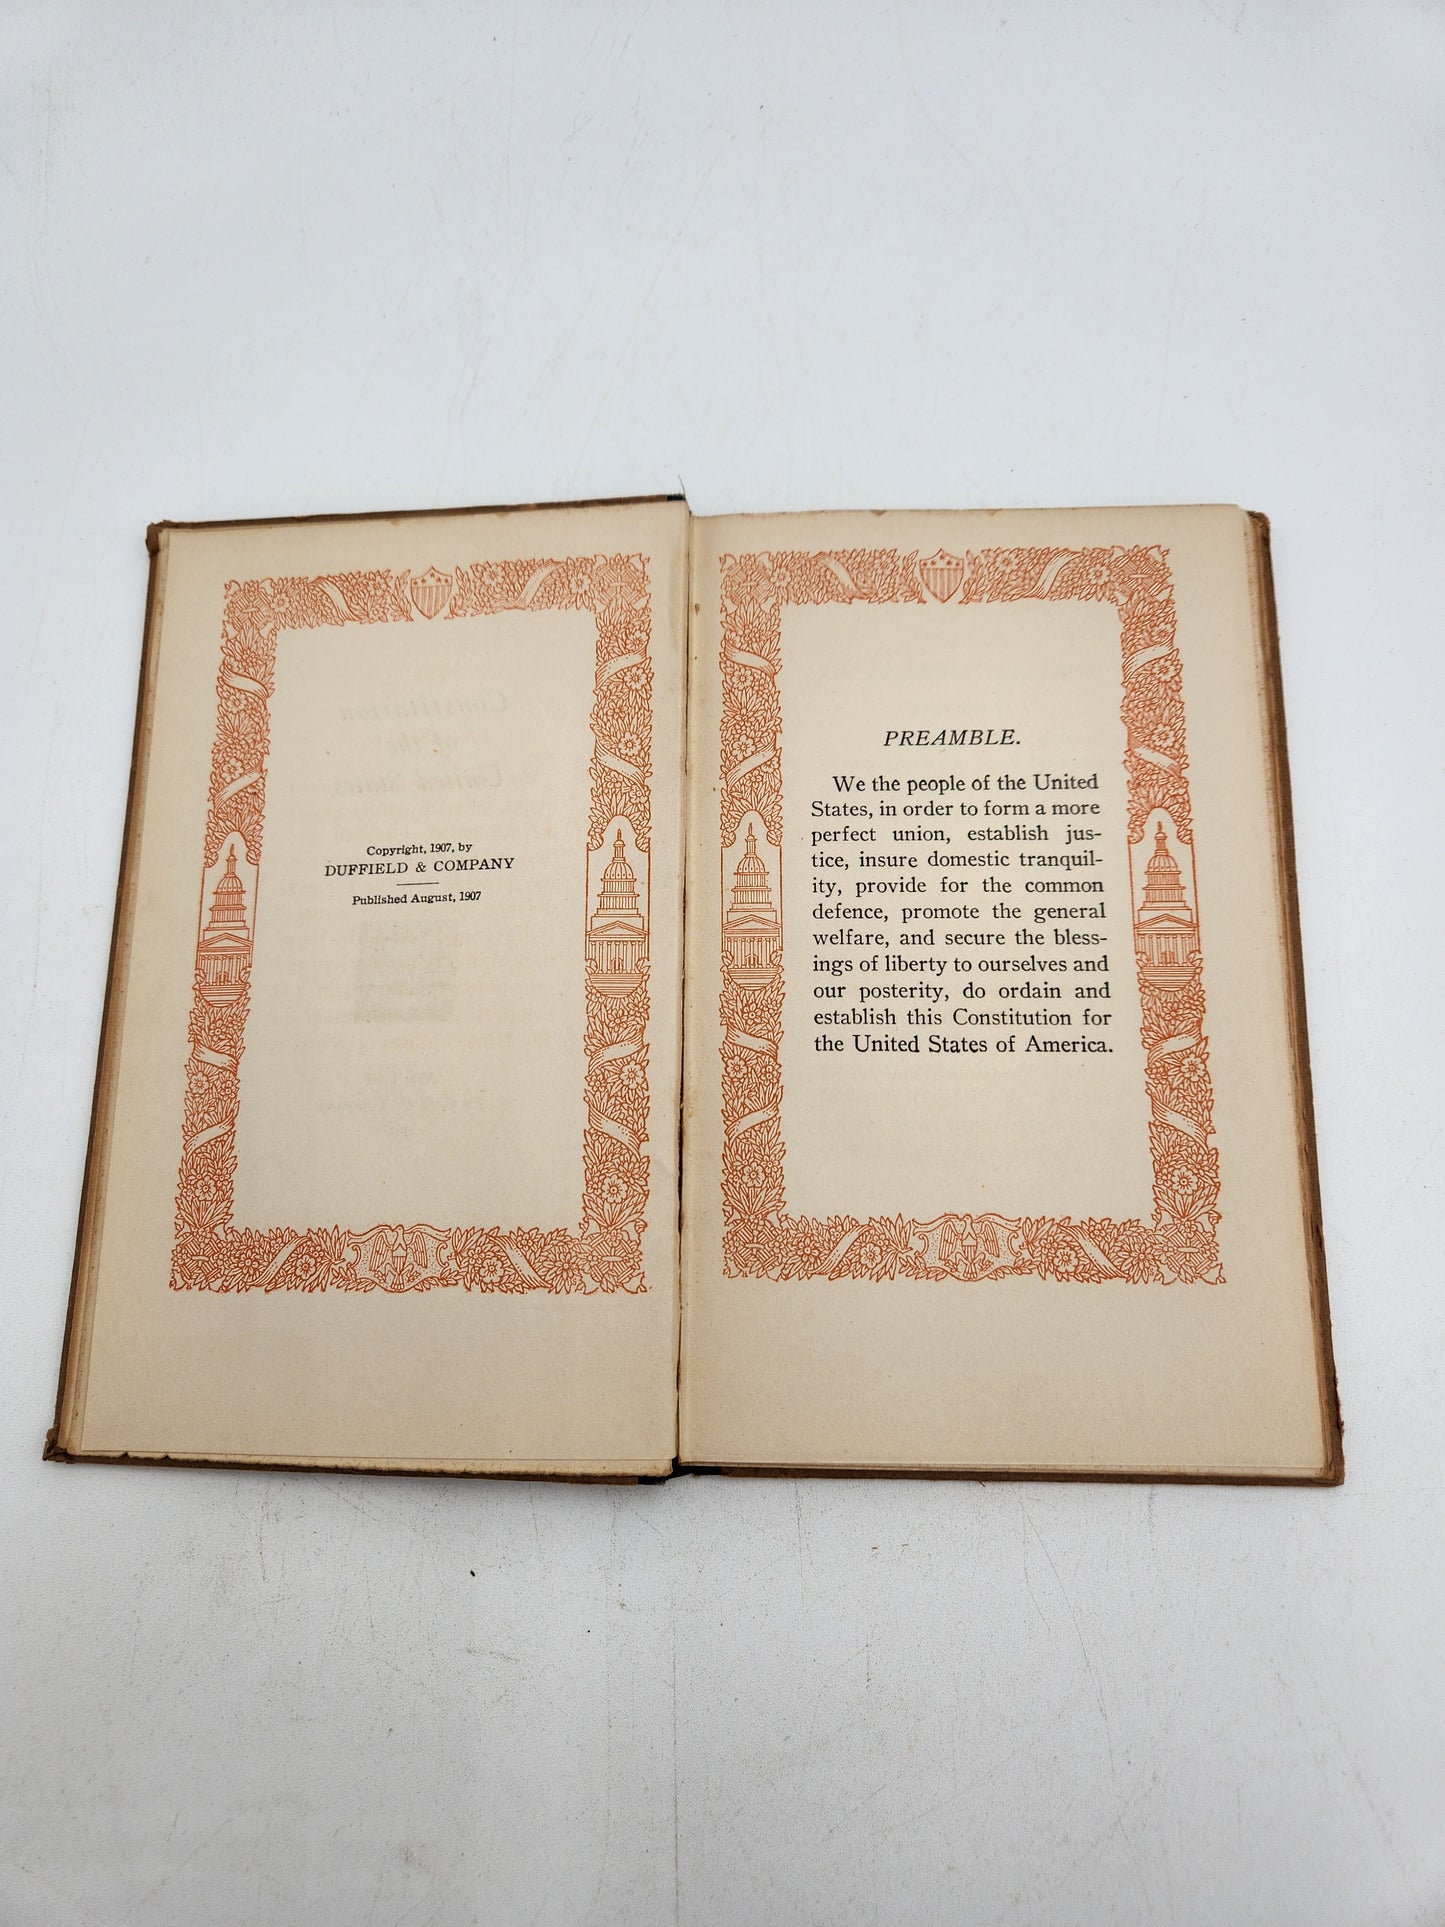 Copyright, 1907, by
DUFFIELD & COMPANY
Published August, 1907
PREAMBLE.
We the people of the United
States, in order to form a more
perfect union, establish jus-
tice, insure domestic tranquil-
ity, provide for the common
defence, promote the general
welfare, and secure the bless-
ings of liberty to ourselves and
our posterity, do ordain and
establish this Constitution for
the United States of America.